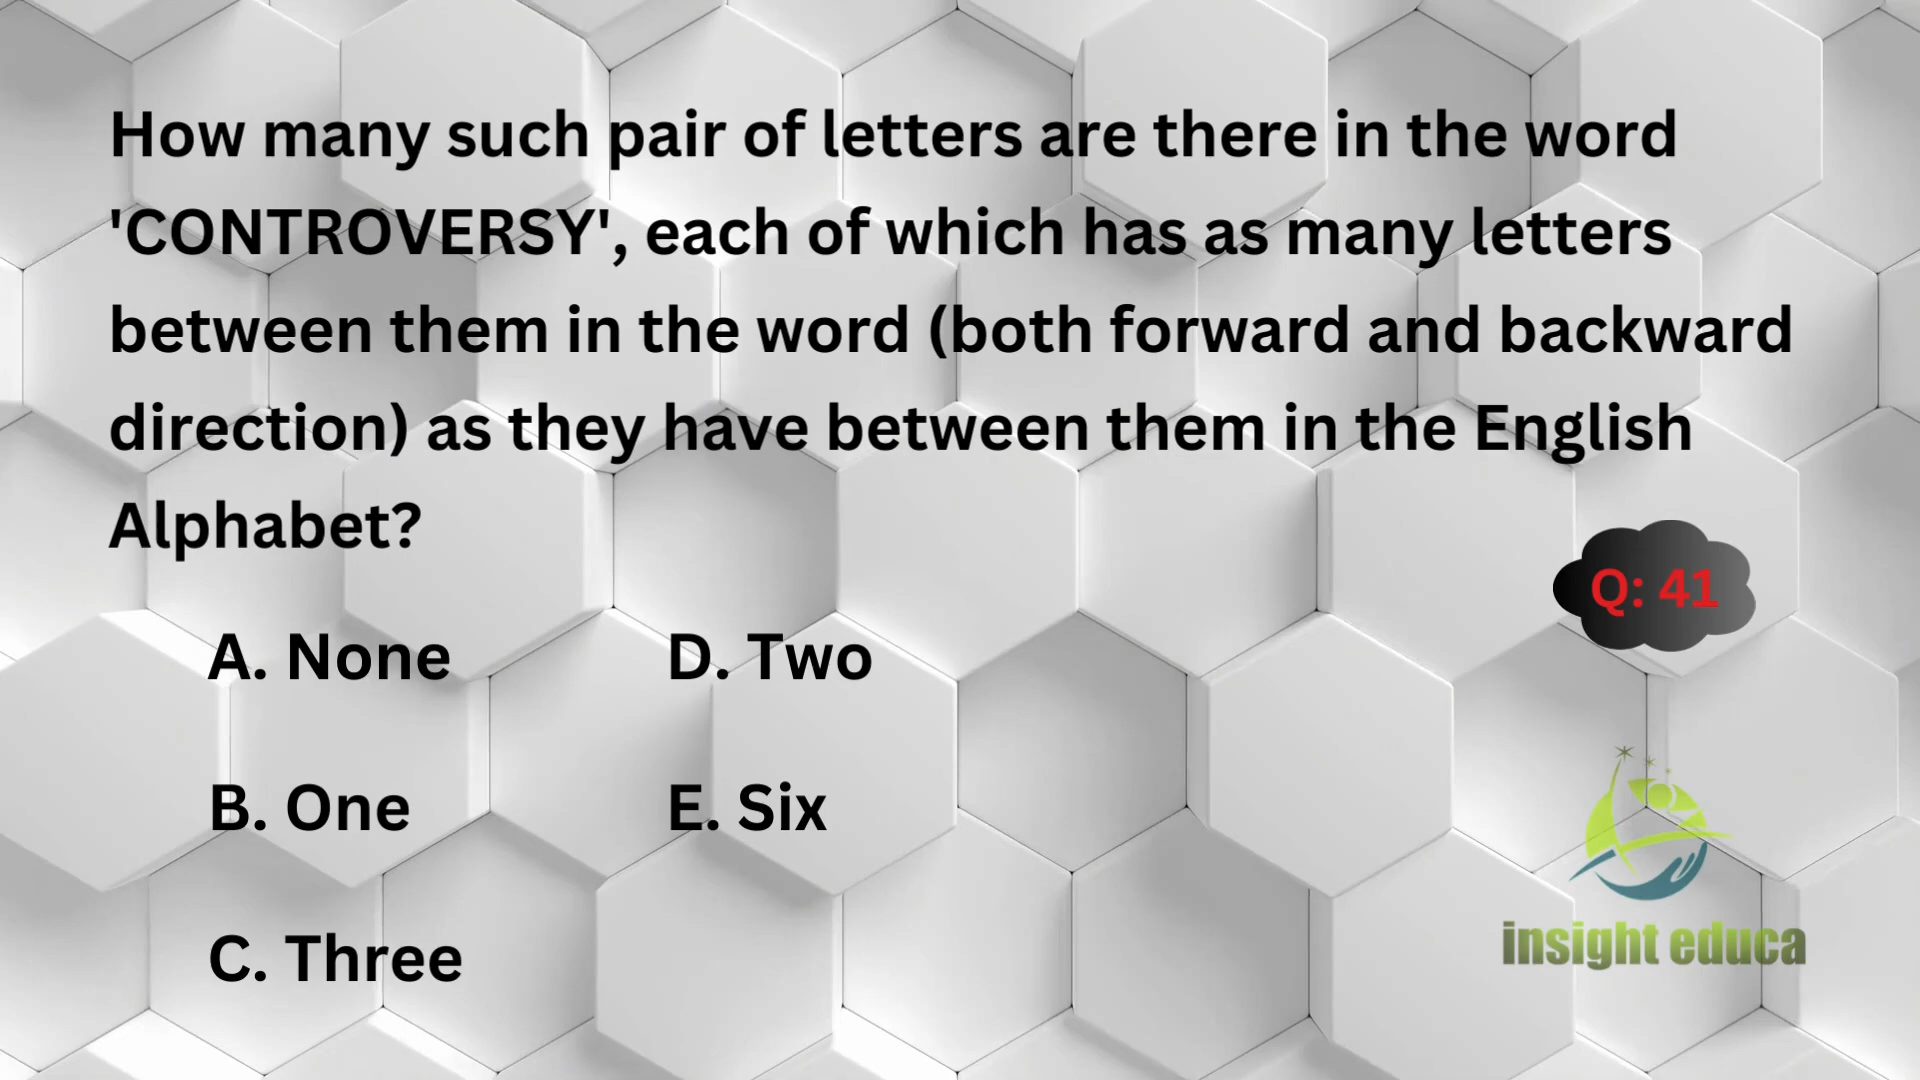 How many such pair of letters are there in the word
'CONTROVERSY', each of which has as many letters
between them in the word (both forward and backward
direction) as they have between them in the English
Alphabet?
Q: 41
A. None
D. Two
B. One
E. Six
C. Three
insight educa